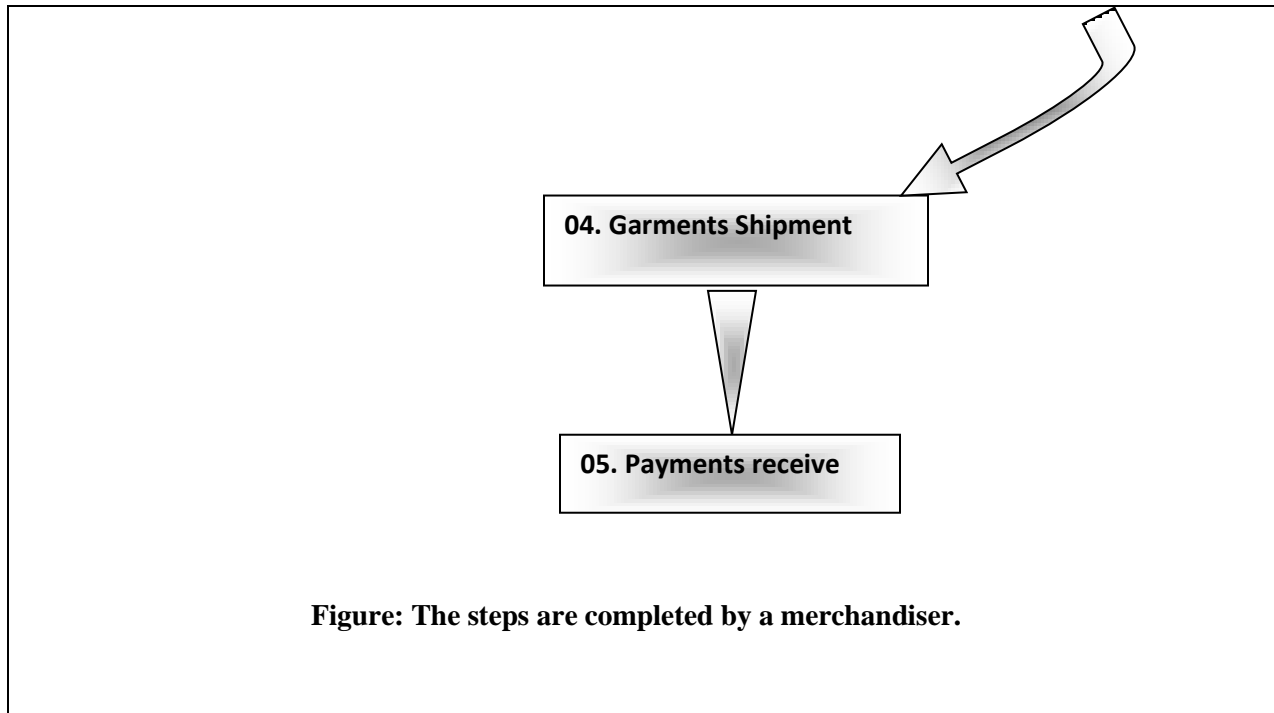 04. Garments Shipment
05. Payments receive
Figure: The steps are completed by a merchandiser.